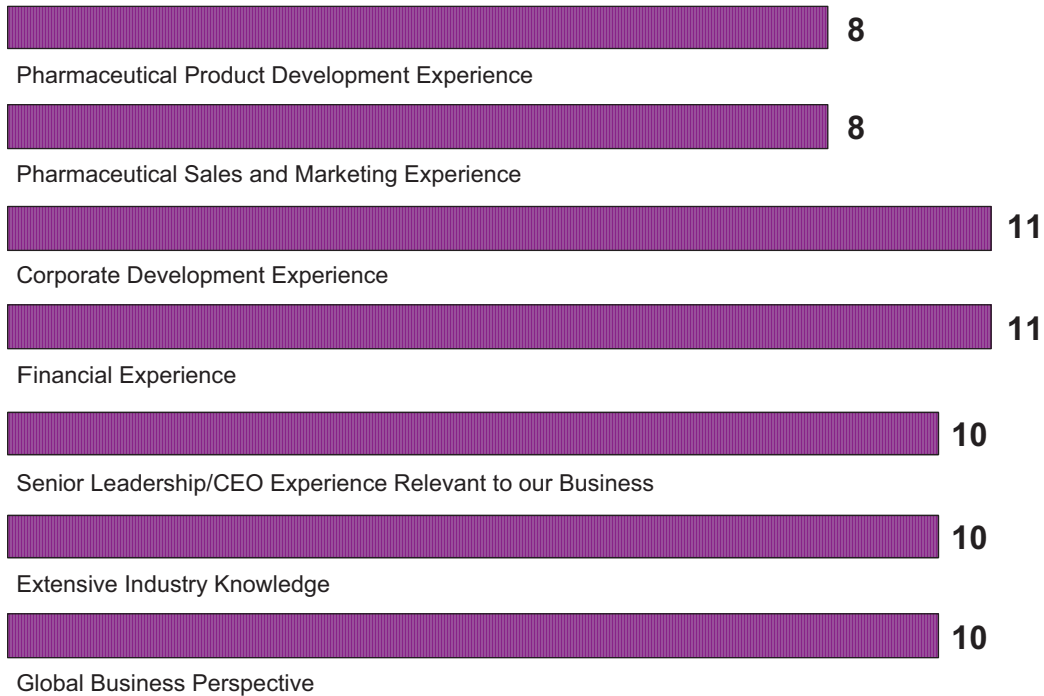 8
Pharmaceutical Product Development Experience
8
Pharmaceutical Sales and Marketing Experience
11
Corporate Development Experience
11
Financial Experience
10
Senior Leadership/CEO Experience Relevant to our Business
10
Extensive Industry Knowledge
10
Global Business Perspective